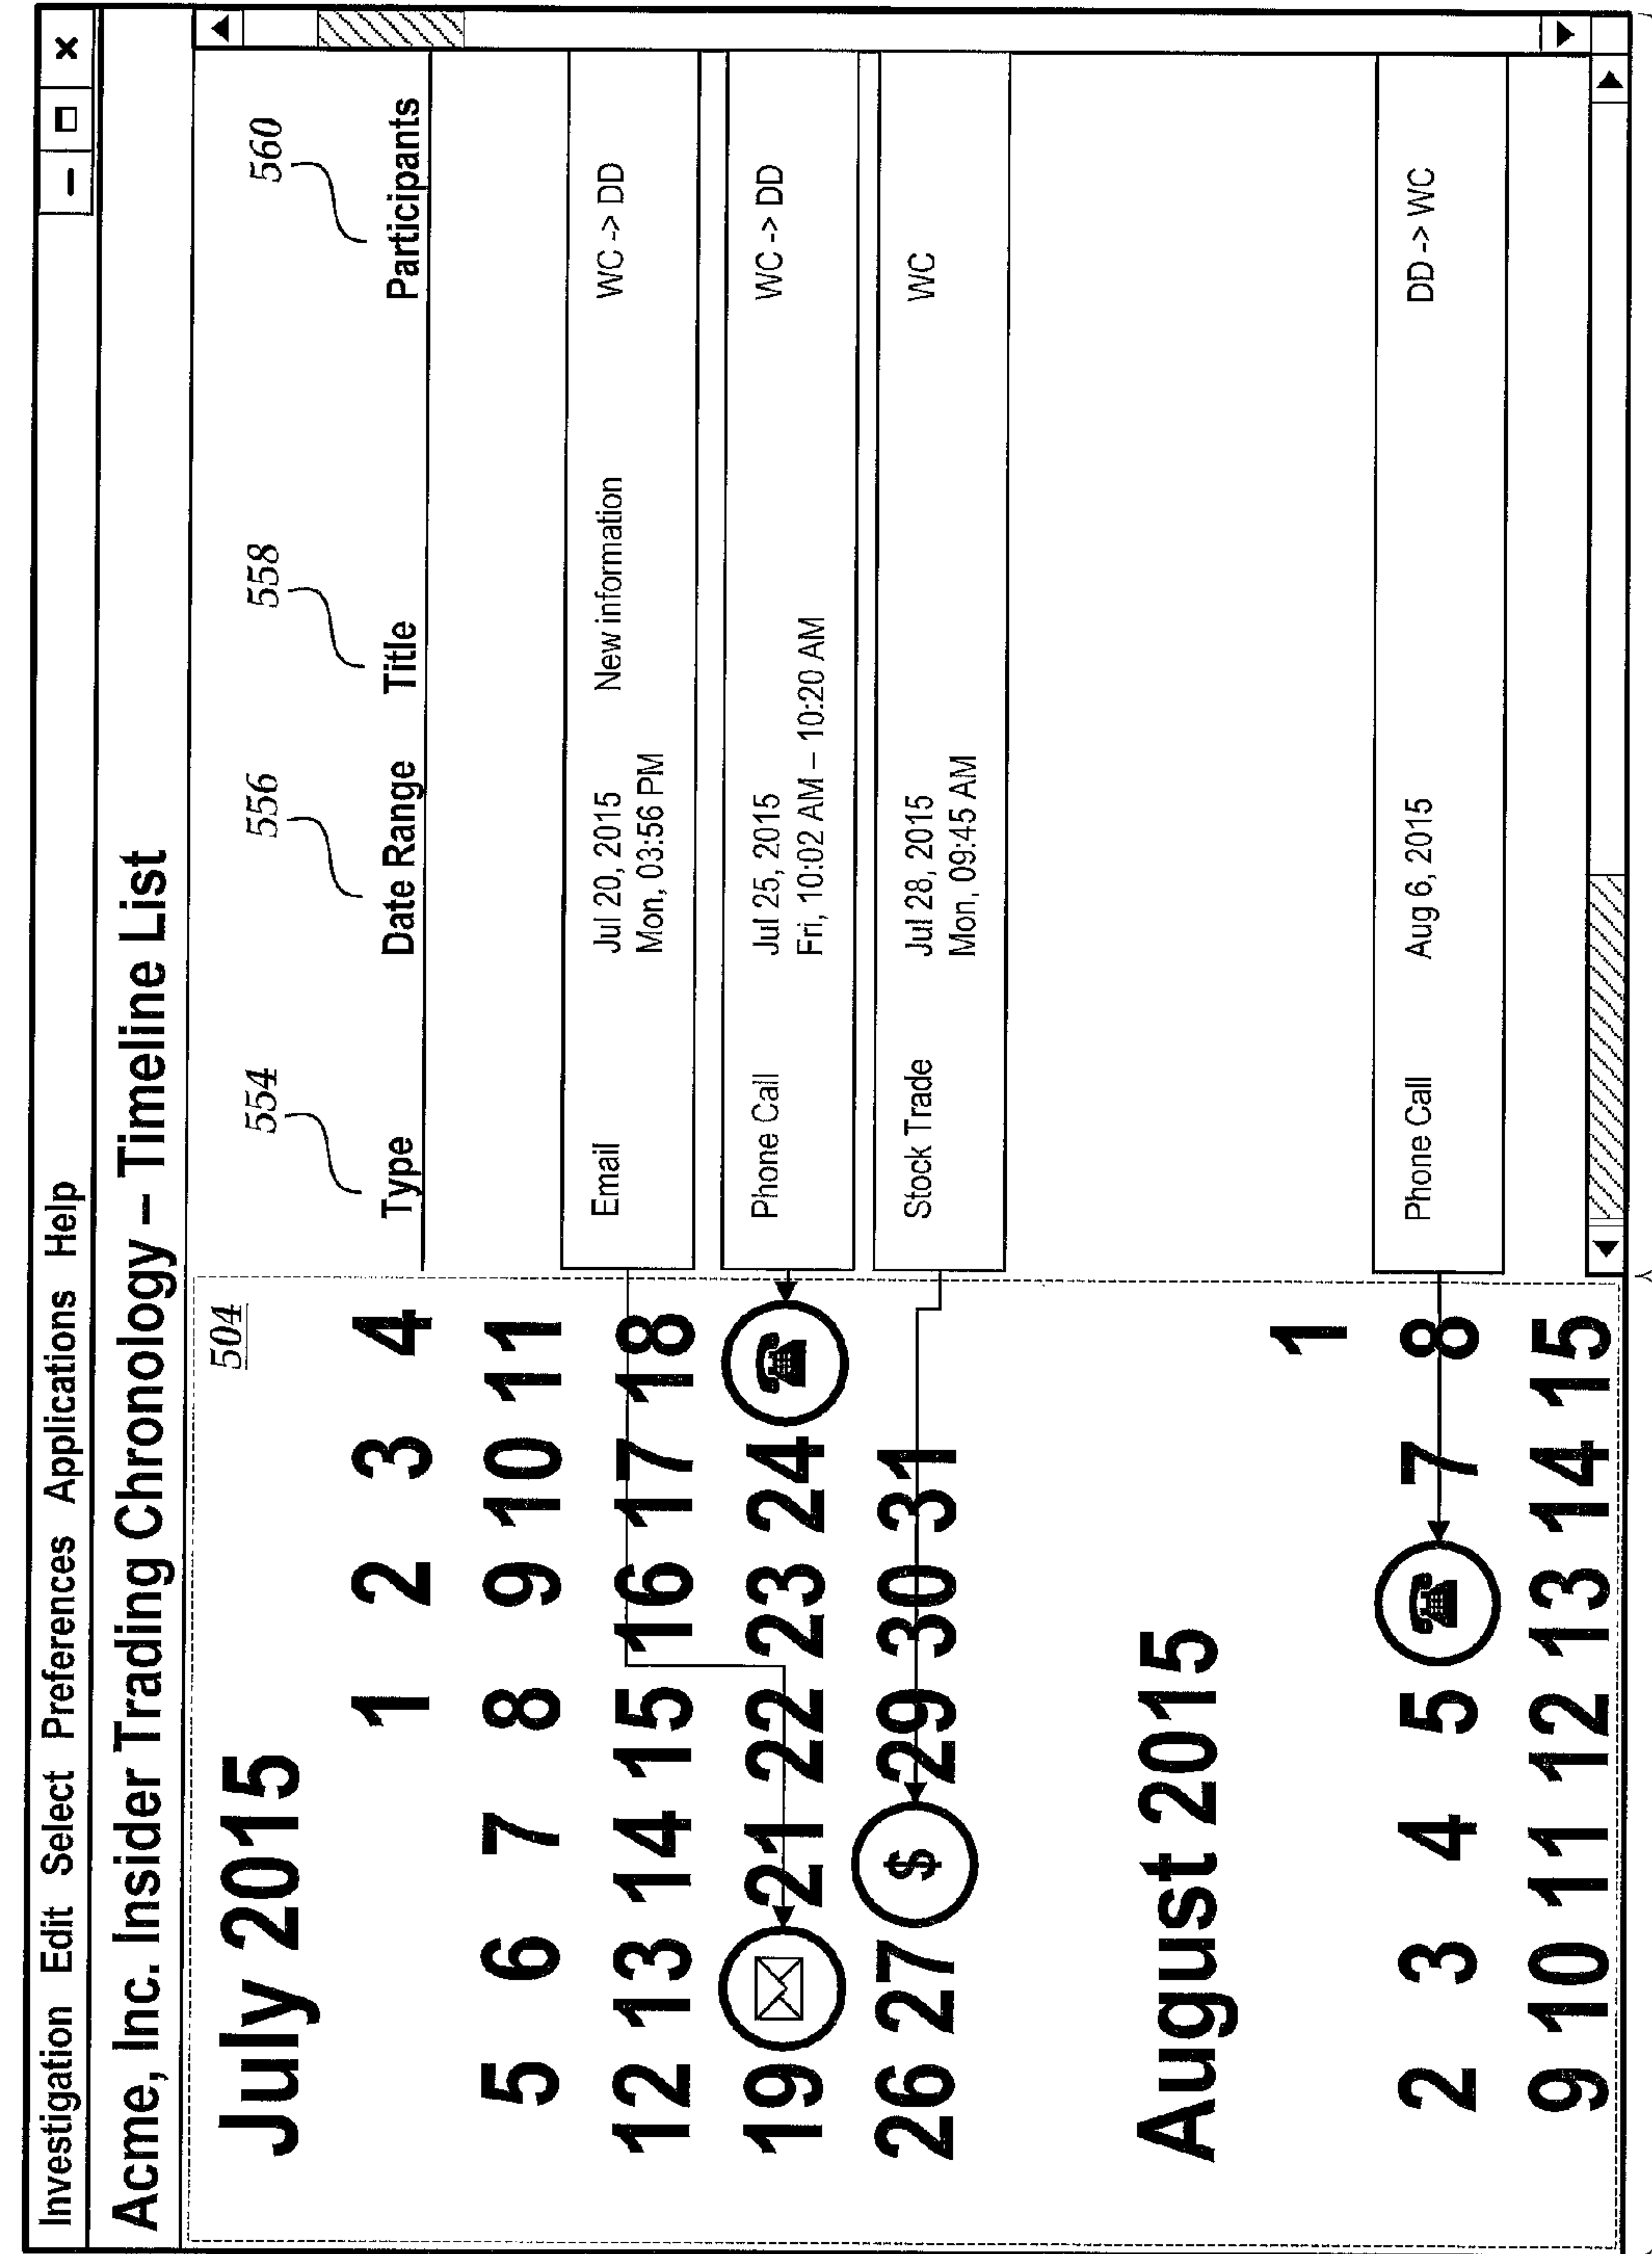 Investigation Edit Select Preferences Applications Help
Acme, Inc. Insider Trading Chronology – Timeline List
504
554
556
558
560
July 2015
Type Date Range Title Participants
1 2 3 4
5 6 7 8 9 10 11
12 13 14 15 16 17 18
Email Jul 20, 2015 New information WC -> DD
Mon, 03:56 PM
19 21 22 23 24
Phone Call Jul 25, 2015 WC -> DD
Fri, 10:02 AM – 10:20 AM
26 27 $ 29 30 31
Stock Trade Jul 28, 2015 WC
Mon, 09:45 AM
August 2015
1
2 3 4 5 7 8
Phone Call Aug 6, 2015 DD -> WC
9 10 11 12 13 14 15